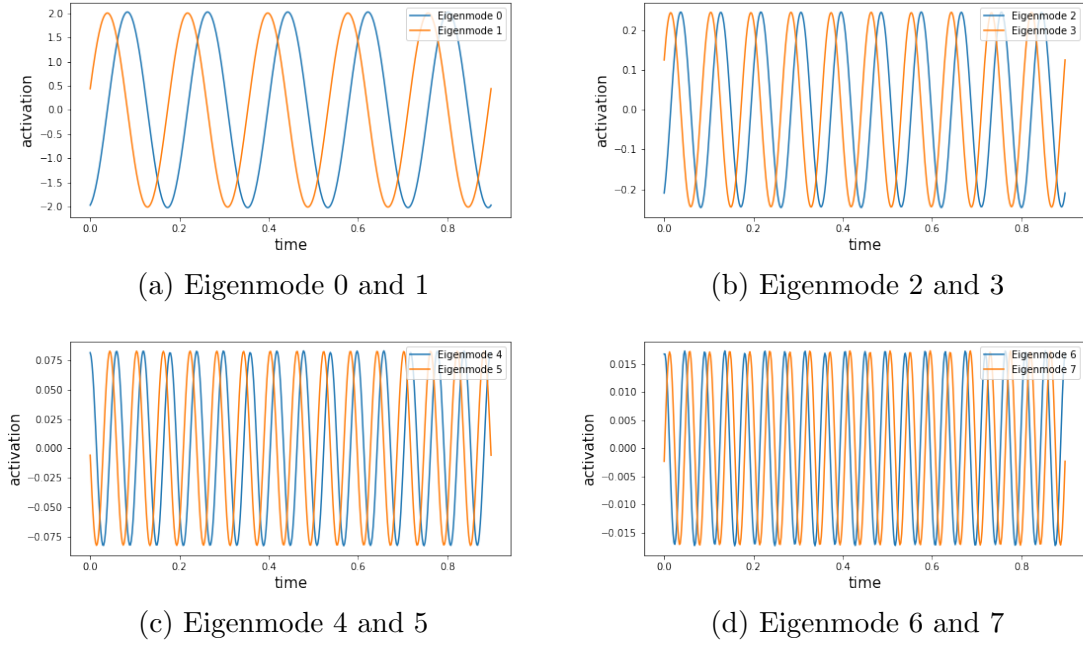 Eigenmode 0
Eigenmode 1
activation
2.0
1.5
1.0
0.5
0.0
−0.5
−1.0
−1.5
−2.0
0.0 0.2 0.4 0.6 0.8
time
(a) Eigenmode 0 and 1
Eigenmode 2
Eigenmode 3
activation
0.2
0.1
0.0
−0.1
−0.2
0.0 0.2 0.4 0.6 0.8
time
(b) Eigenmode 2 and 3
Eigenmode 4
Eigenmode 5
activation
0.075
0.050
0.025
0.000
−0.025
−0.050
−0.075
0.0 0.2 0.4 0.6 0.8
time
(c) Eigenmode 4 and 5
Eigenmode 6
Eigenmode 7
activation
0.015
0.010
0.005
0.000
−0.005
−0.010
−0.015
0.0 0.2 0.4 0.6 0.8
time
(d) Eigenmode 6 and 7